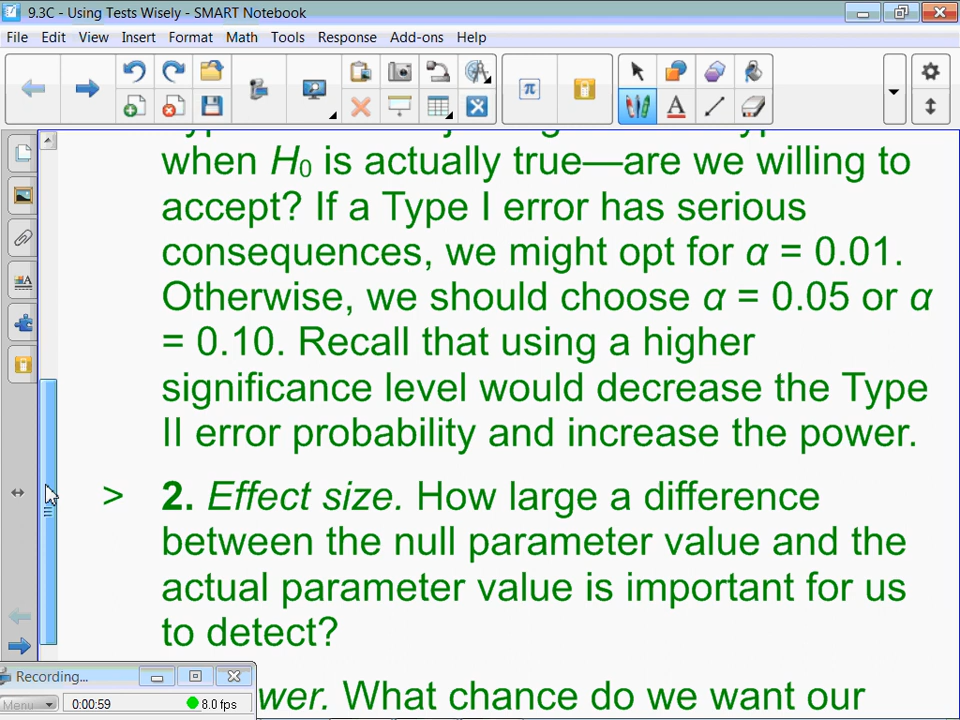 9.3C - Using Tests Wisely - SMART Notebook
File Edit View Insert Format Math Tools Response Add-ons Help
when H0 is actually true—are we willing to
accept? If a Type I error has serious
consequences, we might opt for α = 0.01.
Otherwise, we should choose α = 0.05 or α
= 0.10. Recall that using a higher
significance level would decrease the Type
II error probability and increase the power.
> 2. Effect size. How large a difference
between the null parameter value and the
actual parameter value is important for us
to detect?
wer. What chance do we want our
Recording...
Menu 0:00:59 8.0 fps